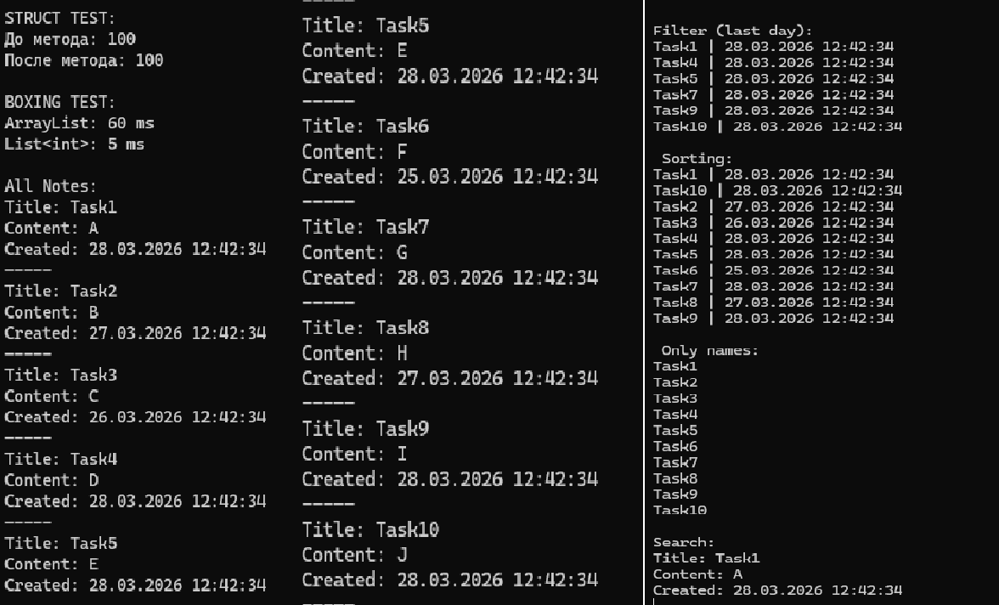 STRUCT TEST:
До метода: 100
После метода: 100
BOXING TEST:
ArrayList: 60 ms
List<int>: 5 ms
All Notes:
Title: Task1
Content: A
Created: 28.03.2026 12:42:34
-----
Title: Task2
Content: B
Created: 27.03.2026 12:42:34
-----
Title: Task3
Content: C
Created: 26.03.2026 12:42:34
-----
Title: Task4
Content: D
Created: 28.03.2026 12:42:34
-----
Title: Task5
Content: E
Created: 28.03.2026 12:42:34
-----
Title: Task5
Content: E
Created: 28.03.2026 12:42:34
-----
Title: Task6
Content: F
Created: 25.03.2026 12:42:34
-----
Title: Task7
Content: G
Created: 28.03.2026 12:42:34
-----
Title: Task8
Content: H
Created: 27.03.2026 12:42:34
-----
Title: Task9
Content: I
Created: 28.03.2026 12:42:34
-----
Title: Task10
Content: J
Created: 28.03.2026 12:42:34
-----
Filter (last day):
Task1 | 28.03.2026 12:42:34
Task4 | 28.03.2026 12:42:34
Task5 | 28.03.2026 12:42:34
Task7 | 28.03.2026 12:42:34
Task9 | 28.03.2026 12:42:34
Task10 | 28.03.2026 12:42:34
Sorting:
Task1 | 28.03.2026 12:42:34
Task10 | 28.03.2026 12:42:34
Task2 | 27.03.2026 12:42:34
Task3 | 26.03.2026 12:42:34
Task4 | 28.03.2026 12:42:34
Task5 | 28.03.2026 12:42:34
Task6 | 25.03.2026 12:42:34
Task7 | 28.03.2026 12:42:34
Task8 | 27.03.2026 12:42:34
Task9 | 28.03.2026 12:42:34
Only names:
Task1
Task2
Task3
Task4
Task5
Task6
Task7
Task8
Task9
Task10
Search:
Title: Task1
Content: A
Created: 28.03.2026 12:42:34